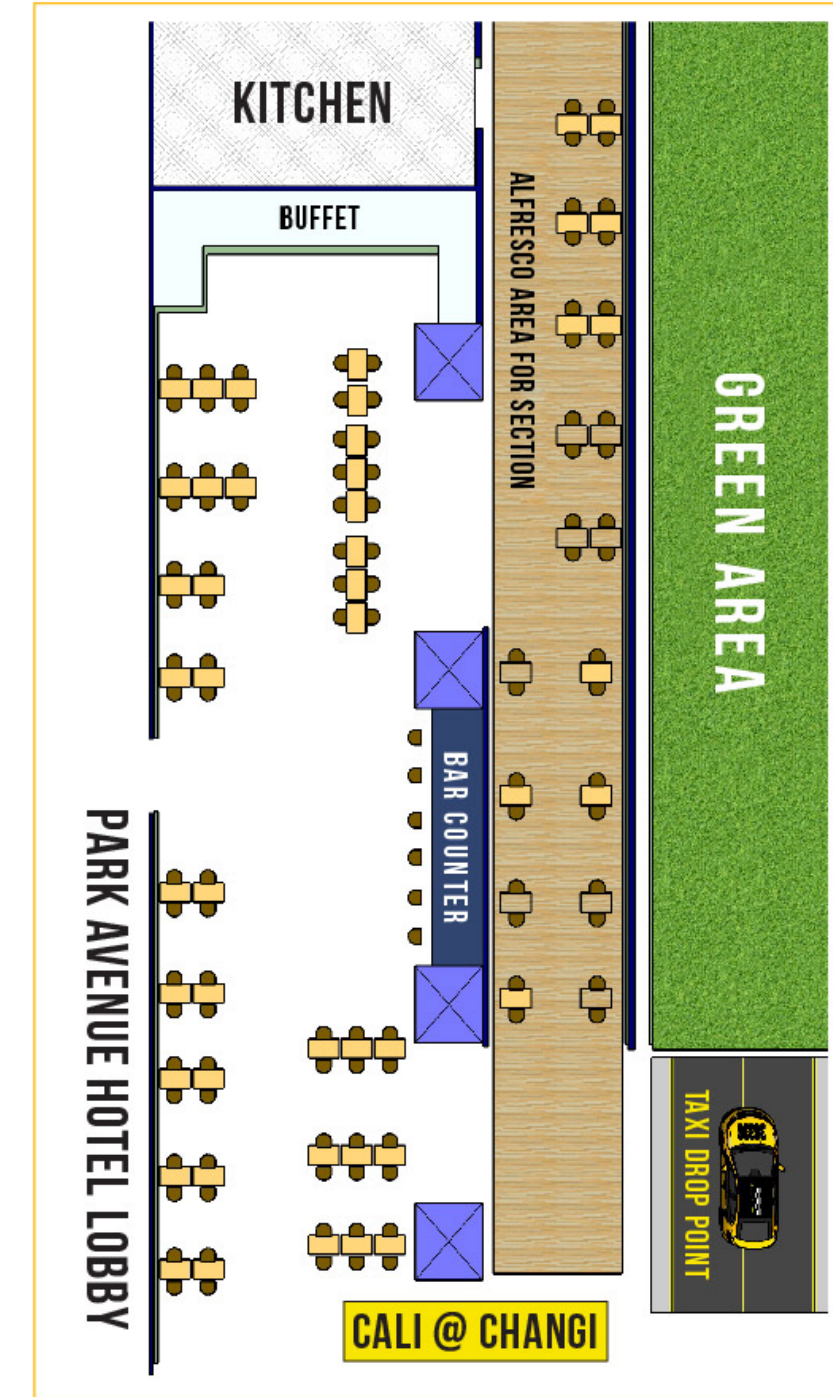 KITCHEN
BUFFET
ALFRESCO AREA FOR SECTION
GREEN AREA
BAR COUNTER
PARK AVENUE HOTEL LOBBY
TAXI DROP POINT
CALI @ CHANGI